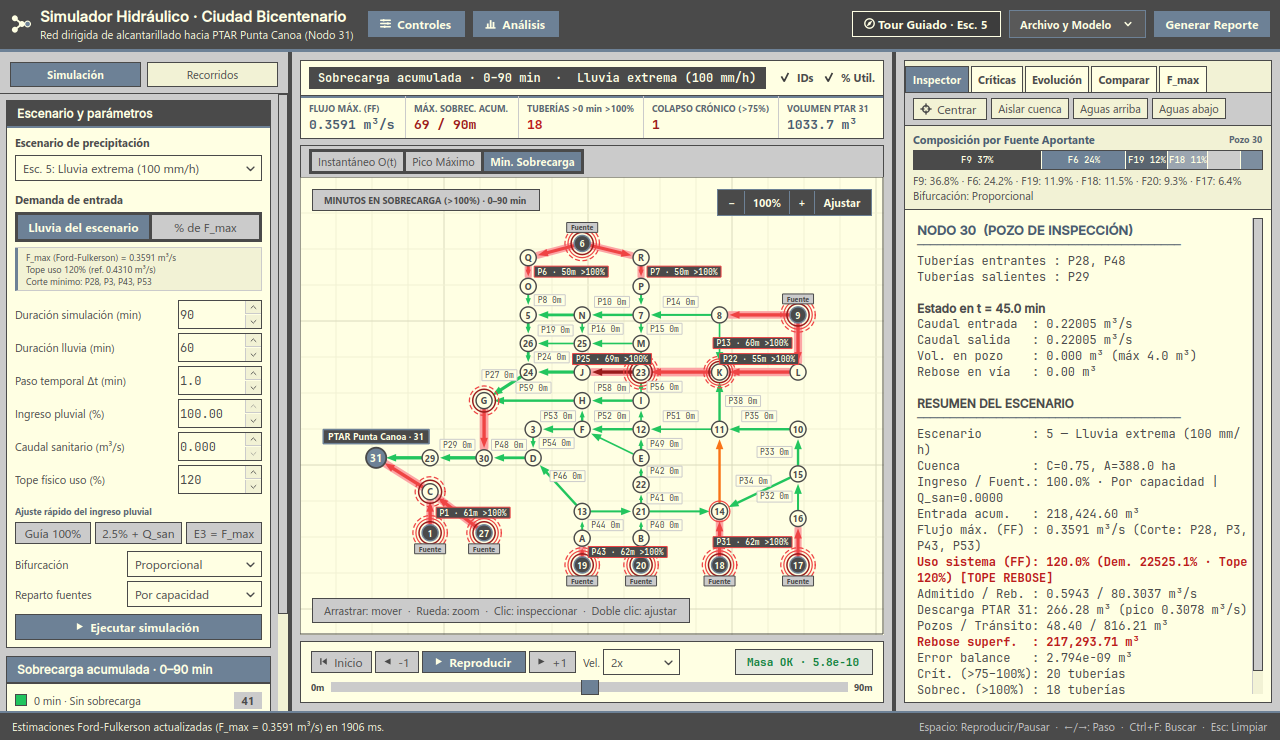 Simulador Hidráulico · Ciudad Bicentenario
Red dirigida de alcantarillado hacia PTAR Punta Canoa (Nodo 31)
Controles
Análisis
Tour Guiado · Esc. 5
Archivo y Modelo
Generar Reporte
Simulación
Recorridos
Escenario y parámetros
Escenario de precipitación
Esc. 5: Lluvia extrema (100 mm/h)
Demanda de entrada
Lluvia del escenario
% de F_max
F_max (Ford-Fulkerson) = 0.3591 m³/s
Tope uso 120% (ref. 0.4310 m³/s)
Corte mínimo: P28, P3, P43, P53
Duración simulación (min)
90
Duración lluvia (min)
60
Paso temporal Δt (min)
1.0
Ingreso pluvial (%)
100.00
Caudal sanitario (m³/s)
0.000
Tope físico uso (%)
120
Ajuste rápido del ingreso pluvial
Guía 100%
2.5% + Q_san
E3 = F_max
Bifurcación
Proporcional
Reparto fuentes
Por capacidad
Ejecutar simulación
Sobrecarga acumulada · 0–90 min
0 min · Sin sobrecarga
41
Sobrecarga acumulada · 0–90 min · Lluvia extrema (100 mm/h)
✓ IDs
✓ % Util.
FLUJO MÁX. (FF)
0.3591 m³/s
MÁX. SOBREC. ACUM.
69 / 90m
TUBERÍAS >0 min >100%
18
COLAPSO CRÓNICO (>75%)
1
VOLUMEN PTAR 31
1033.7 m³
Instantáneo O(t)
Pico Máximo
Min. Sobrecarga
MINUTOS EN SOBRECARGA (>100%) · 0–90 min
−
100%
+
Ajustar
Fuente
6
Q
R
P6 · 50m >100%
P7 · 50m >100%
O
P
P8 0m
P10 0m
P14 0m
Fuente
5
N
7
8
9
P19 0m
P16 0m
P15 0m
26
25
M
P13 · 60m >100%
P24 0m
P25 · 69m >100%
P22 · 55m >100%
P27 0m
24
J
23
K
L
P59 0m
P58 0m
P56 0m
G
H
I
P38 0m
P53 0m
P52 0m
P51 0m
P35 0m
PTAR Punta Canoa · 31
3
F
12
11
10
P29 0m
P48 0m
P54 0m
P49 0m
P33 0m
31
29
30
D
E
P46 0m
P42 0m
15
22
P34 0m
C
P41 0m
P32 0m
P1 · 61m >100%
13
21
14
16
P44 0m
P40 0m
1
27
A
B
P31 · 62m >100%
Fuente
Fuente
P43 · 62m >100%
19
20
18
17
Fuente
Fuente
Fuente
Fuente
Arrastrar: mover · Rueda: zoom · Clic: inspeccionar · Doble clic: ajustar
Inicio
-1
Reproducir
+1
Vel.
2x
Masa OK · 5.8e-10
0m
90m
Inspector
Críticas
Evolución
Comparar
F_max
Centrar
Aislar cuenca
Aguas arriba
Aguas abajo
Composición por Fuente Aportante
Pozo 30
F9 37%
F6 24%
F19 12%
F18 11%
F9: 36.8% · F6: 24.2% · F19: 11.9% · F18: 11.5% · F20: 9.3% · F17: 6.4%
Bifurcación: Proporcional
NODO 30 (POZO DE INSPECCIÓN)
Tuberías entrantes : P28, P48
Tuberías salientes : P29
Estado en t = 45.0 min
Caudal entrada : 0.22005 m³/s
Caudal salida : 0.22005 m³/s
Vol. en pozo : 0.000 m³ (máx 4.0 m³)
Rebose en vía : 0.00 m³
RESUMEN DEL ESCENARIO
Escenario : 5 — Lluvia extrema (100 mm/
h)
Cuenca : C=0.75, A=388.0 ha
Ingreso / Fuent.: 100.0% · Por capacidad |
Q_san=0.0000
Entrada acum. : 218,424.60 m³
Flujo máx. (FF) : 0.3591 m³/s (Corte: P28, P3,
P43, P53)
Uso sistema (FF): 120.0% (Dem. 22525.1% · Tope
120%) [TOPE REBOSE]
Admitido / Reb. : 0.5943 / 80.3037 m³/s
Descarga PTAR 31: 266.28 m³ (pico 0.3078 m³/s)
Pozos / Tránsito: 48.40 / 816.21 m³
Rebose superf. : 217,293.71 m³
Error balance : 2.794e-09 m³
Crít. (>75–100%): 20 tuberías
Sobrec. (>100%) : 18 tuberías
Estimaciones Ford-Fulkerson actualizadas (F_max = 0.3591 m³/s) en 1906 ms.
Espacio: Reproducir/Pausar · ←/→: Paso · Ctrl+F: Buscar · Esc: Limpiar